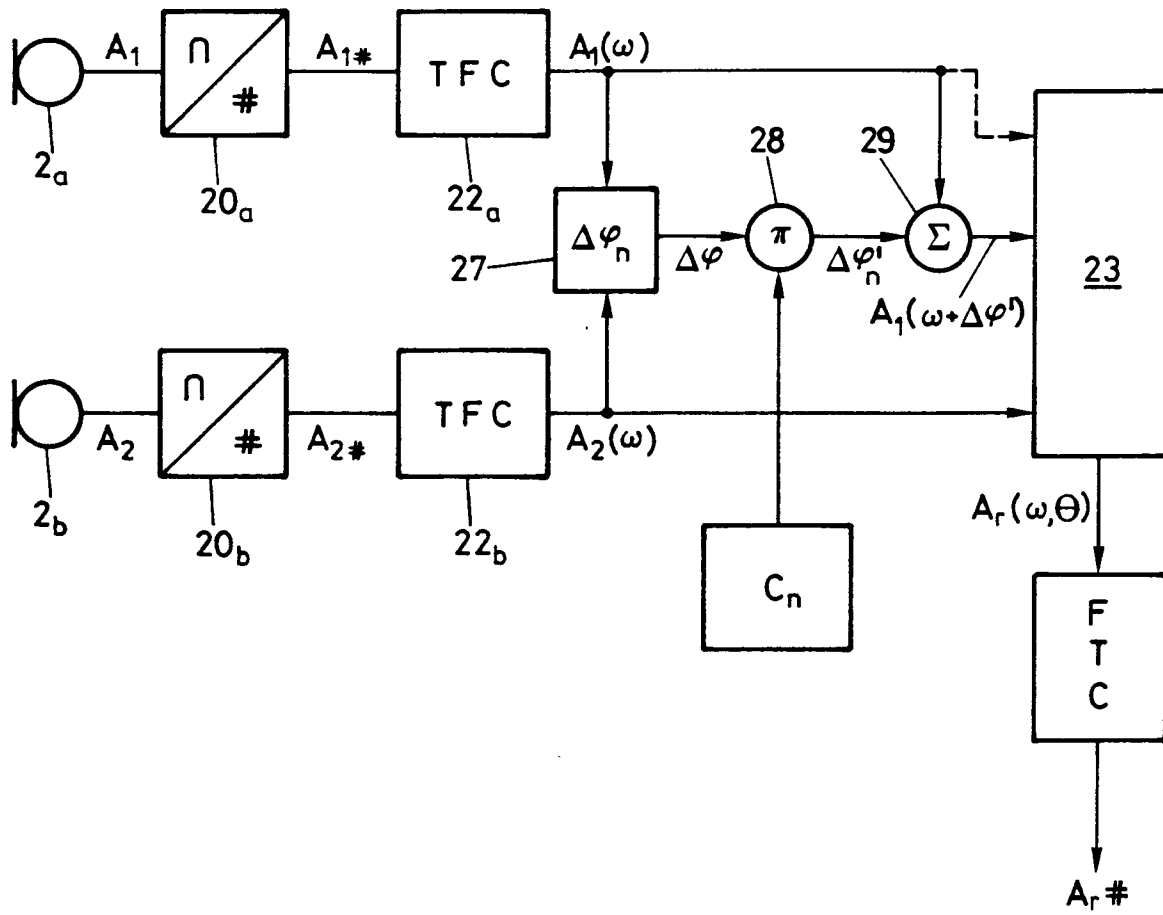 A1 ∩ # A1# TFC A1(ω)
2a 20a 22a
28 29
27 Δφn Δφ π Δφn' Σ 23
A1(ω+Δφ')
A2 ∩ # A2# TFC A2(ω)
2b 20b 22b
Ar(ω,Θ)
Cn
F
T
C
Ar#